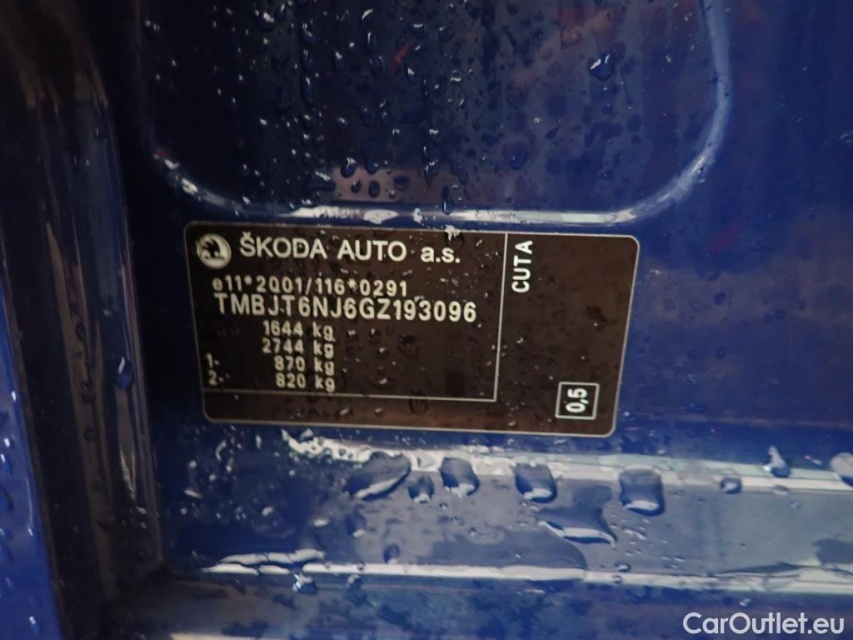 ŠKODA AUTO a.s.
e11*2001/116*0291
TMBJT6NJ6GZ193096
1644 kg
2744 kg
1- 870 kg
2- 820 kg
CUTA
0,5
CarOutlet.eu